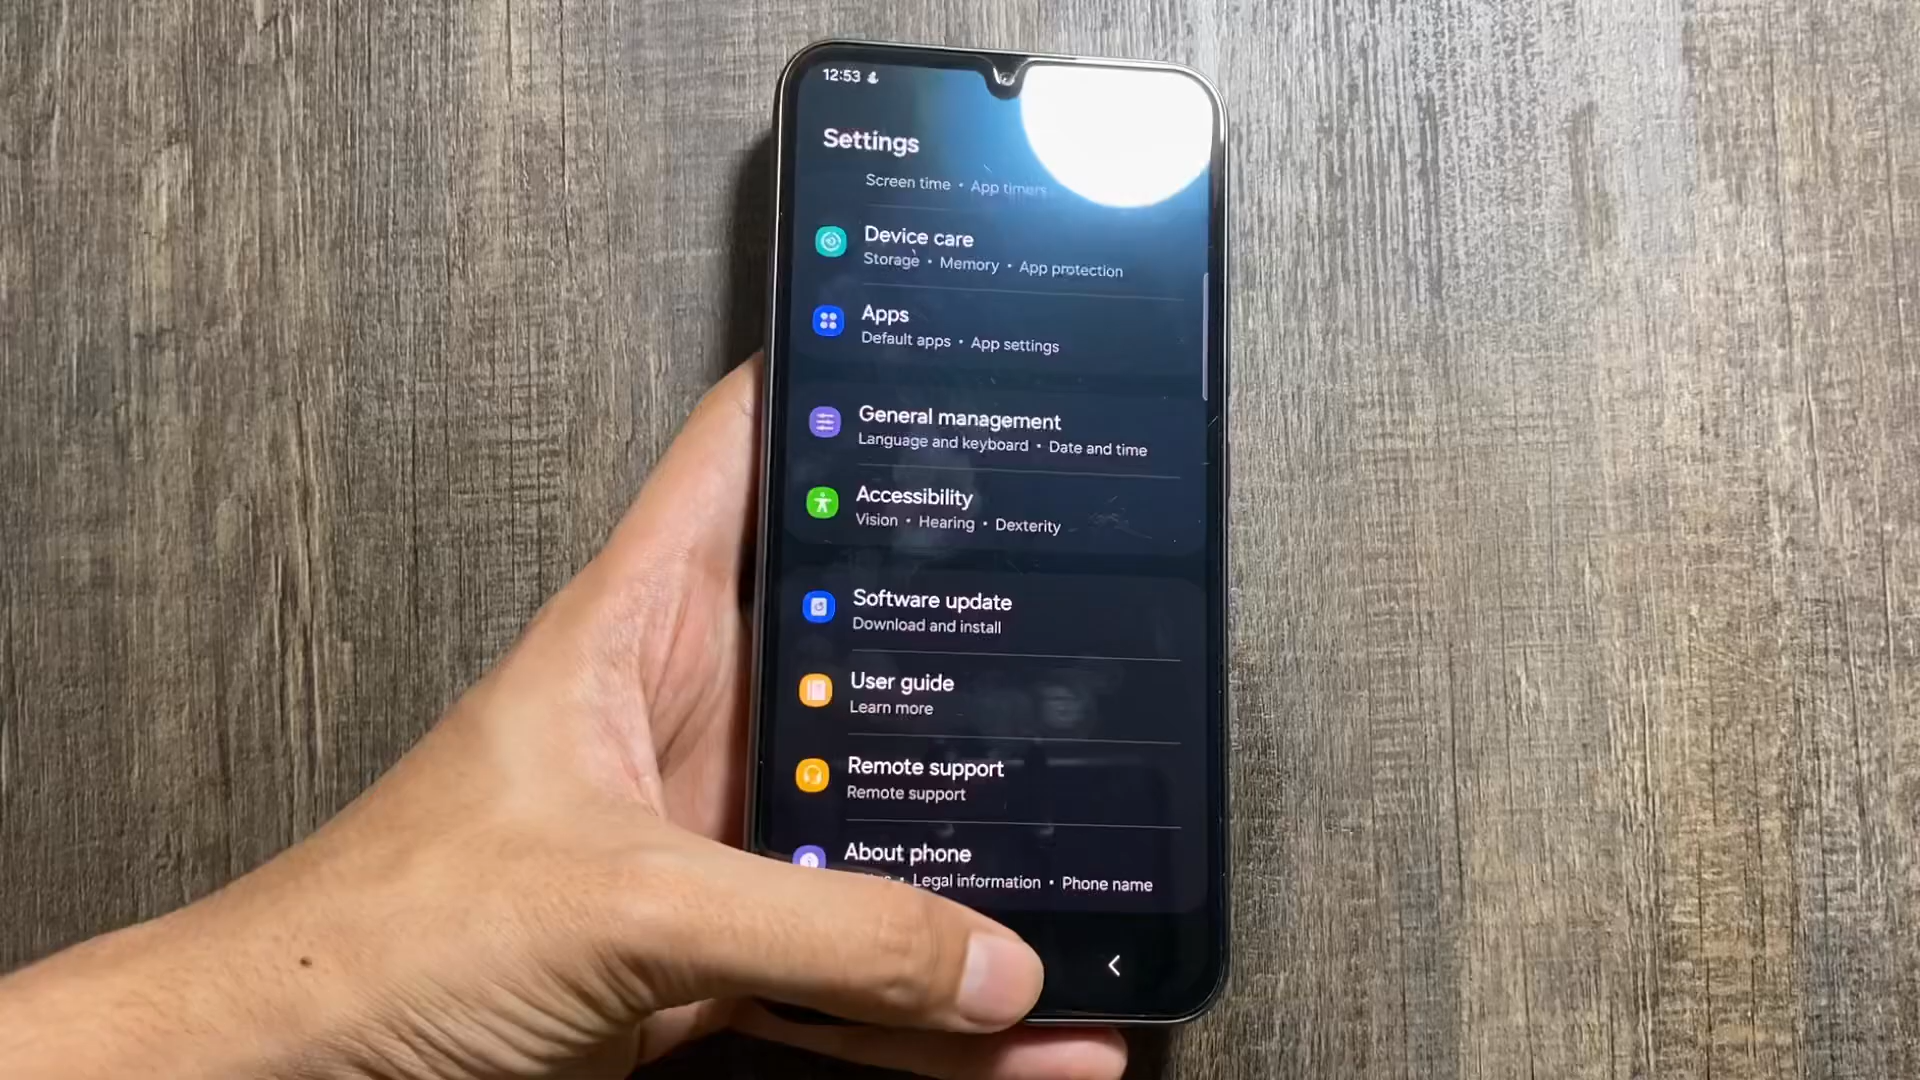 12:53
Settings
Screen time • App timers
Device care
Storage • Memory • App protection
Apps
Default apps • App settings
General management
Language and keyboard • Date and time
Accessibility
Vision • Hearing • Dexterity
Software update
Download and install
User guide
Learn more
Remote support
Remote support
About phone
• Legal information • Phone name